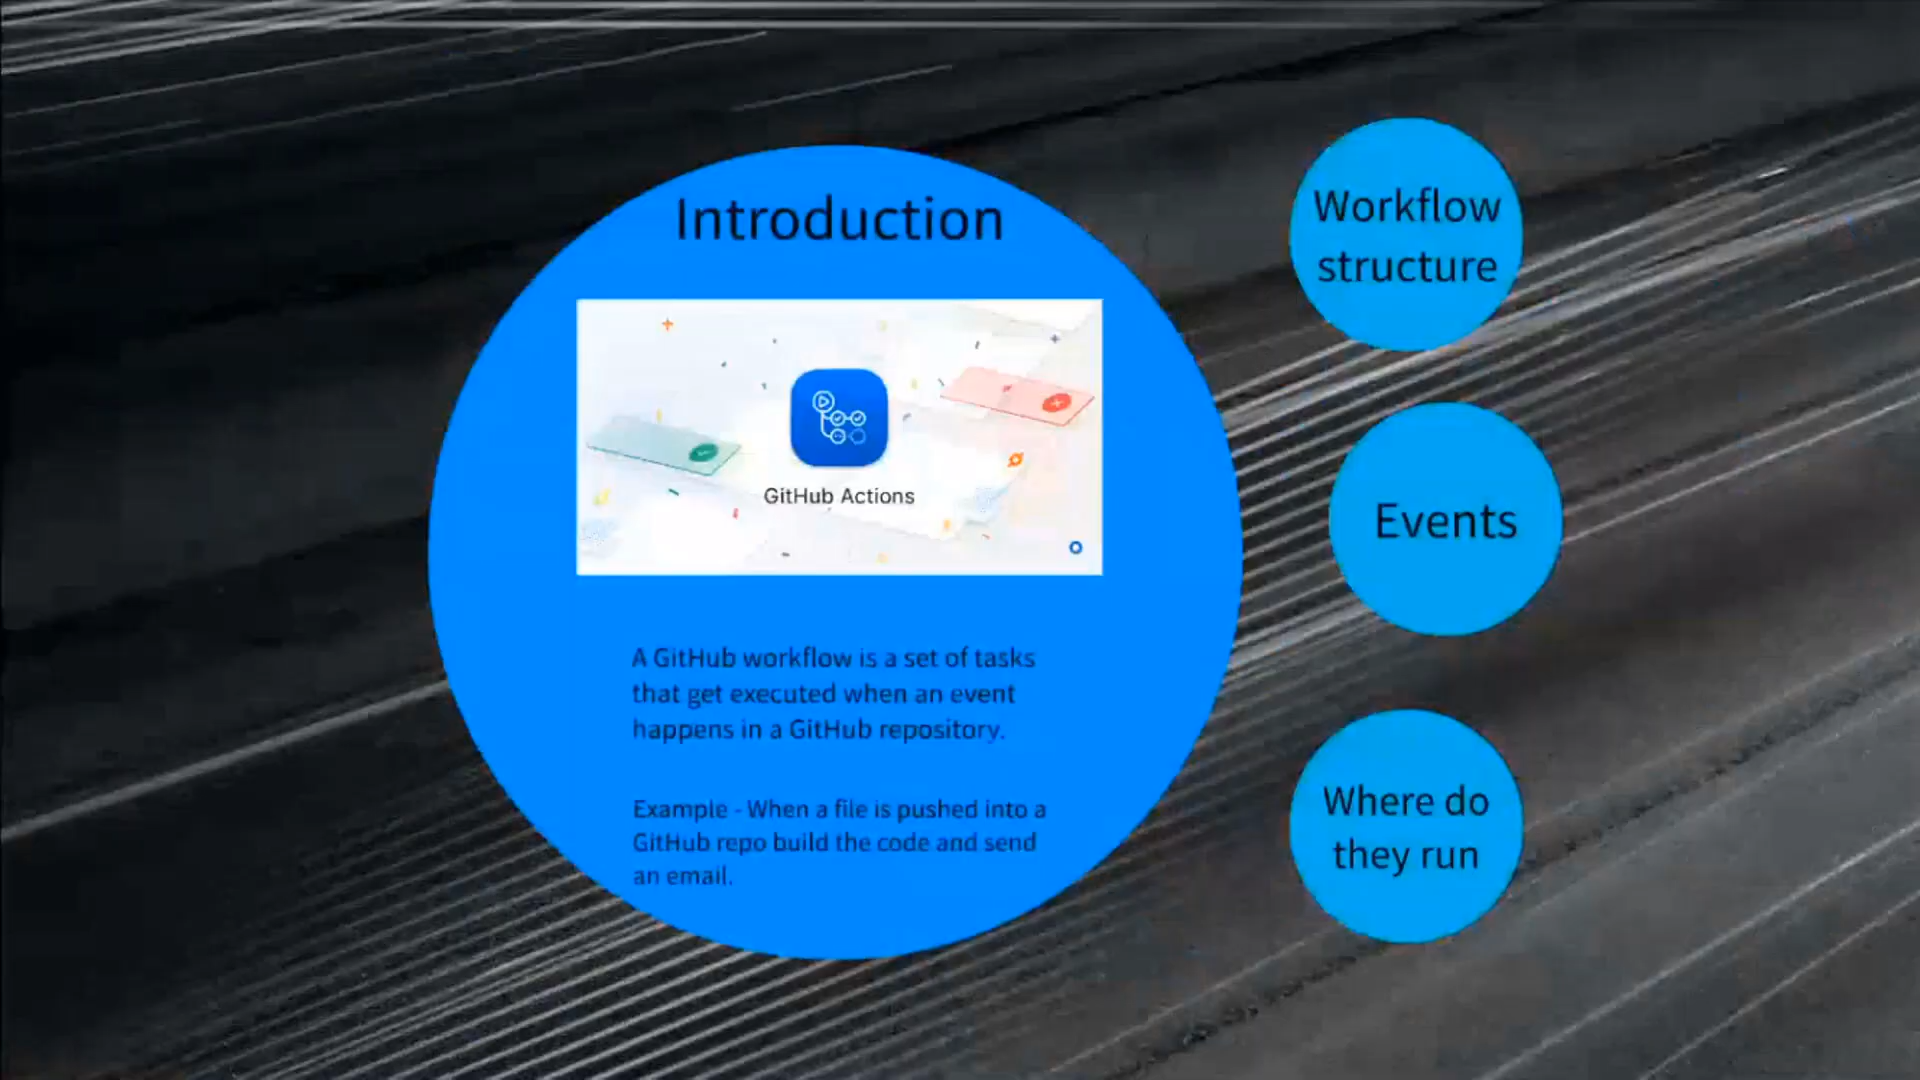 Introduction
GitHub Actions
A GitHub workflow is a set of tasks
that get executed when an event
happens in a GitHub repository.
Example - When a file is pushed into a
GitHub repo build the code and send
an email.
Workflow
structure
Events
Where do
they run